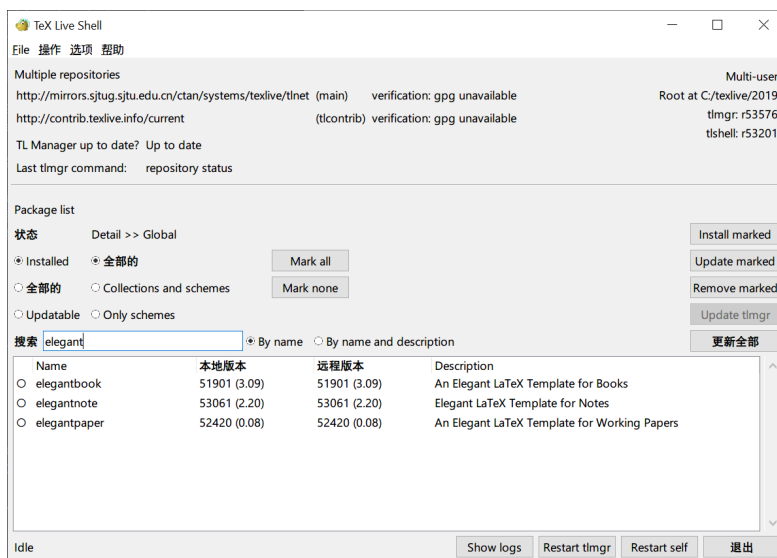 TeX Live Shell
File 操作 选项 帮助
Multiple repositories
Multi-user
http://mirrors.sjtug.sjtu.edu.cn/ctan/systems/texlive/tlnet (main) verification: gpg unavailable
Root at C:/texlive/2019
http://contrib.texlive.info/current (tlcontrib) verification: gpg unavailable
tlmgr: r53576
tlshell: r53201
TL Manager up to date? Up to date
Last tlmgr command: repository status
Package list
状态 Detail >> Global
Install marked
Installed 全部的 Mark all Update marked
全部的 Collections and schemes Mark none Remove marked
Updatable Only schemes Update tlmgr
搜索 elegant By name By name and description 更新全部
Name 本地版本 远程版本 Description
elegantbook 51901 (3.09) 51901 (3.09) An Elegant LaTeX Template for Books
elegantnote 53061 (2.20) 53061 (2.20) Elegant LaTeX Template for Notes
elegantpaper 52420 (0.08) 52420 (0.08) An Elegant LaTeX Template for Working Papers
Idle Show logs Restart tlmgr Restart self 退出